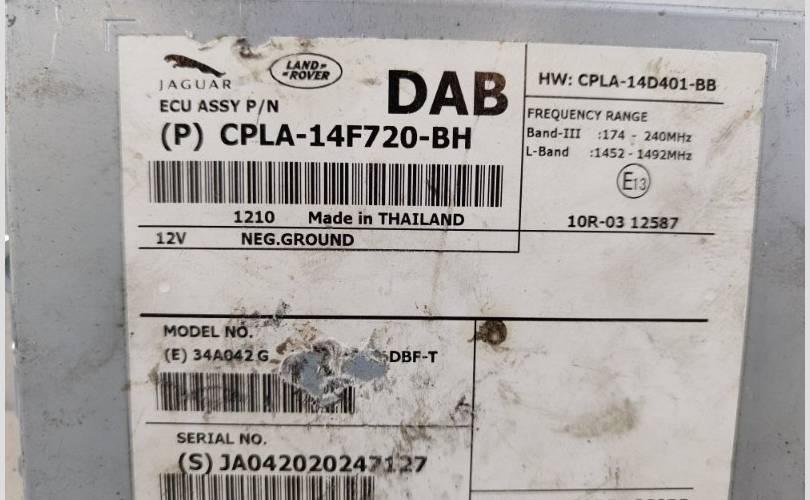 JAGUAR
LAND ROVER
DAB
ECU ASSY P/N
(P) CPLA-14F720-BH
1210 Made in THAILAND
12V NEG.GROUND
HW: CPLA-14D401-BB
FREQUENCY RANGE
Band-III :174 - 240MHz
L-Band :1452 - 1492MHz
E13
10R-03 12587
MODEL NO.
(E) 34A042 G DBF-T
SERIAL NO.
(S) JA042020247127